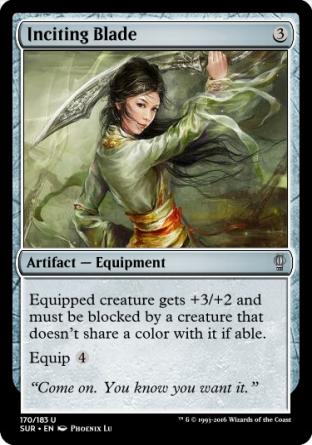 Inciting Blade 3
Artifact — Equipment
Equipped creature gets +3/+2 and
must be blocked by a creature that
doesn't share a color with it if able.
Equip 4
“Come on. You know you want it.”
170/183 U
SUR • EN Phoenix Lu
™ & © 1993-2016 Wizards of the Coast